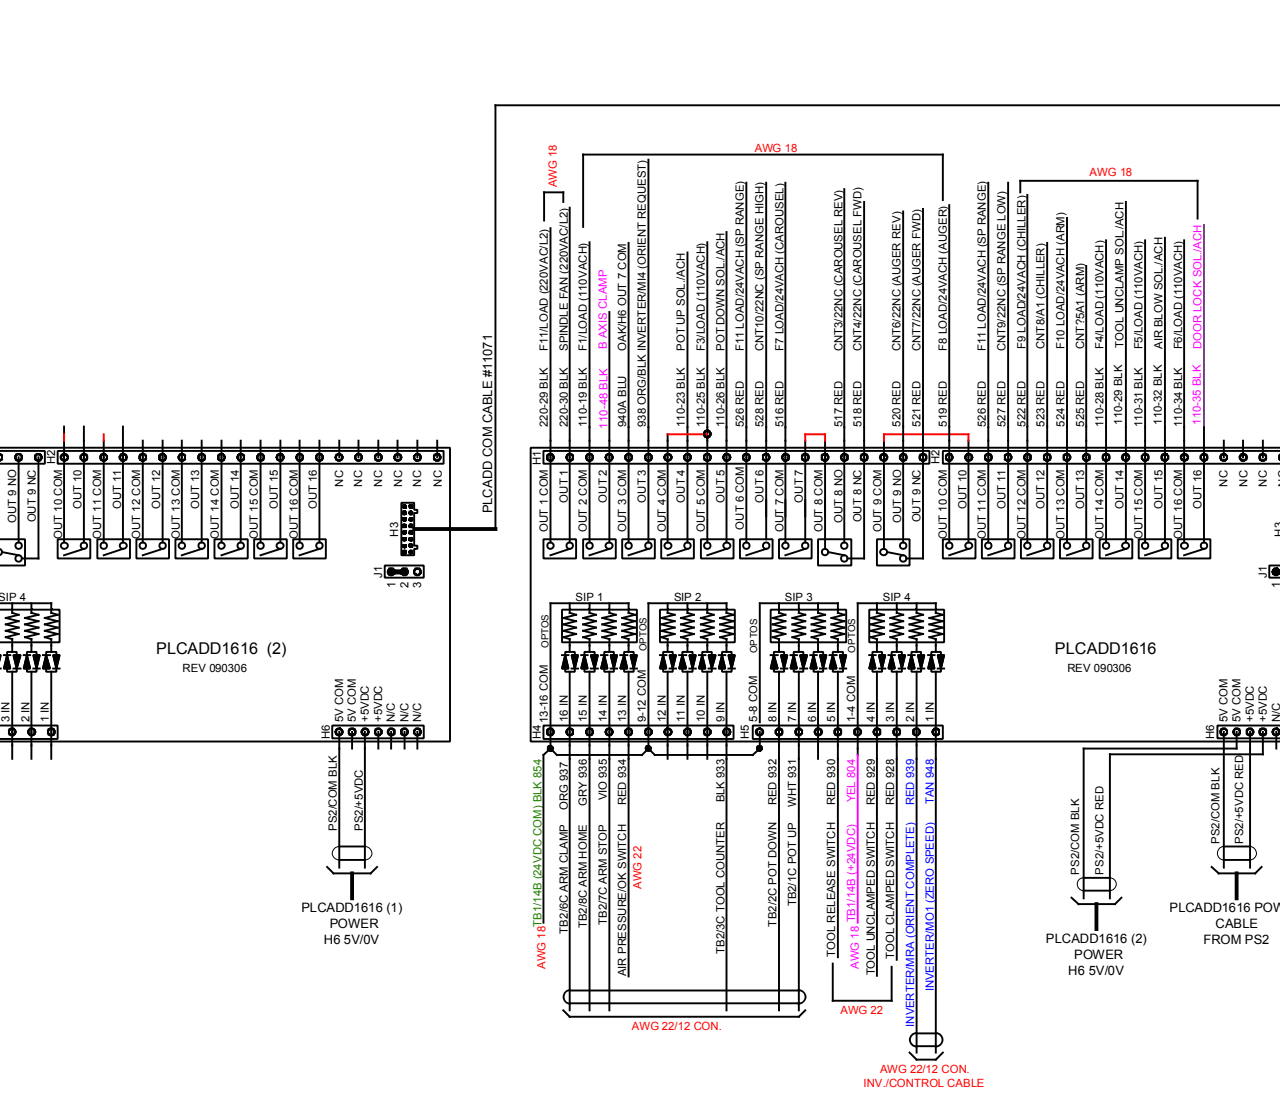 AWG 18
AWG 18
AWG 18
PLCADD COM CABLE #11071
220-29 BLK F11/LOAD (220VAC/L2)
220-30 BLK SPINDLE FAN (220VAC/L2)
110-19 BLK F1/LOAD (110VACH)
110-48 BLK B AXIS CLAMP
940A BLU OAK/H6 OUT 7 COM
938 ORG/BLK INVERTER/MI4 (ORIENT REQUEST)
110-23 BLK POT UP SOL./ACH
110-25 BLK F3/LOAD (110VACH)
110-26 BLK POT DOWN SOL./ACH
526 RED F11 LOAD/24VACH (SP RANGE)
528 RED CNT10/22NC (SP RANGE HIGH)
516 RED F7 LOAD/24VACH (CAROUSEL)
517 RED CNT3/22NC (CAROUSEL REV)
518 RED CNT4/22NC (CAROUSEL FWD)
520 RED CNT6/22NC (AUGER REV)
521 RED CNT7/22NC (AUGER FWD)
519 RED F8 LOAD/24VACH (AUGER)
526 RED F11 LOAD/24VACH (SP RANGE)
527 RED CNT9/22NC (SP RANGE LOW)
522 RED F9 LOAD/24VACH (CHILLER)
523 RED CNT8/A1 (CHILLER)
524 RED F10 LOAD/24VACH (ARM)
525 RED CNT?5A1 (ARM)
110-28 BLK F4/LOAD (110VACH)
110-29 BLK TOOL UNCLAMP SOL./ACH
110-31 BLK F5/LOAD (110VACH)
110-32 BLK AIR BLOW SOL./ACH
110-34 BLK F6/LOAD (110VACH)
110-35 BLK DOOR LOCK SOL./ACH
H2
OUT 9 NO
OUT 9 NC
OUT 10 COM
OUT 10
OUT 11 COM
OUT 11
OUT 12 COM
OUT 12
OUT 13 COM
OUT 13
OUT 14 COM
OUT 14
OUT 15 COM
OUT 15
OUT 16 COM
OUT 16
NC
NC
NC
NC
NC
NC
H3
J1
1
2
3
H1
OUT 1 COM
OUT 1
OUT 2 COM
OUT 2
OUT 3 COM
OUT 3
OUT 4 COM
OUT 4
OUT 5 COM
OUT 5
OUT 6 COM
OUT 6
OUT 7 COM
OUT 7
OUT 8 COM
OUT 8 NO
OUT 8 NC
OUT 9 COM
OUT 9 NO
OUT 9 NC
H2
OUT 10 COM
OUT 10
OUT 11 COM
OUT 11
OUT 12 COM
OUT 12
OUT 13 COM
OUT 13
OUT 14 COM
OUT 14
OUT 15 COM
OUT 15
OUT 16 COM
OUT 16
NC
NC
NC
H3
J1
1
SIP 4
PLCADD1616 (2)
REV 090306
3 IN
2 IN
1 IN
H6
5V COM
5V COM
+5VDC
+5VDC
N/C
N/C
N/C
PS2/COM BLK
PS2/+5VDC
PLCADD1616 (1)
POWER
H6 5V/0V
SIP 1
SIP 2
SIP 3
SIP 4
OPTOS
OPTOS
OPTOS
OPTOS
PLCADD1616
REV 090306
H4
13-16 COM
16 IN
15 IN
14 IN
13 IN
9-12 COM
12 IN
11 IN
10 IN
9 IN
H5
5-8 COM
8 IN
7 IN
6 IN
5 IN
1-4 COM
4 IN
3 IN
2 IN
1 IN
H6
5V COM
5V COM
+5VDC
+5VDC
N/C
TB1/14B (24VDC COM) BLK 854
AWG 18
TB2/6C ARM CLAMP ORG 937
TB2/8C ARM HOME GRY 936
TB2/7C ARM STOP VIO 935
AIR PRESSURE/OK SWITCH RED 934
AWG 22
TB2/3C TOOL COUNTER BLK 933
TB2/2C POT DOWN RED 932
TB2/1C POT UP WHT 931
TOOL RELEASE SWITCH RED 930
AWG 18 TB1/14B (+24VDC) YEL 804
TOOL UNCLAMPED SWITCH RED 929
TOOL CLAMPED SWITCH RED 928
INVERTER/MRA (ORIENT COMPLETE) RED 939
INVERTER/MO1 (ZERO SPEED) TAN 948
AWG 22/12 CON.
AWG 22
AWG 22/12 CON.
INV./CONTROL CABLE
PS2/COM BLK
PS2/+5VDC RED
PLCADD1616 (2)
POWER
H6 5V/0V
PS2/COM BLK
PS2/+5VDC RED
PLCADD1616 POW
CABLE
FROM PS2